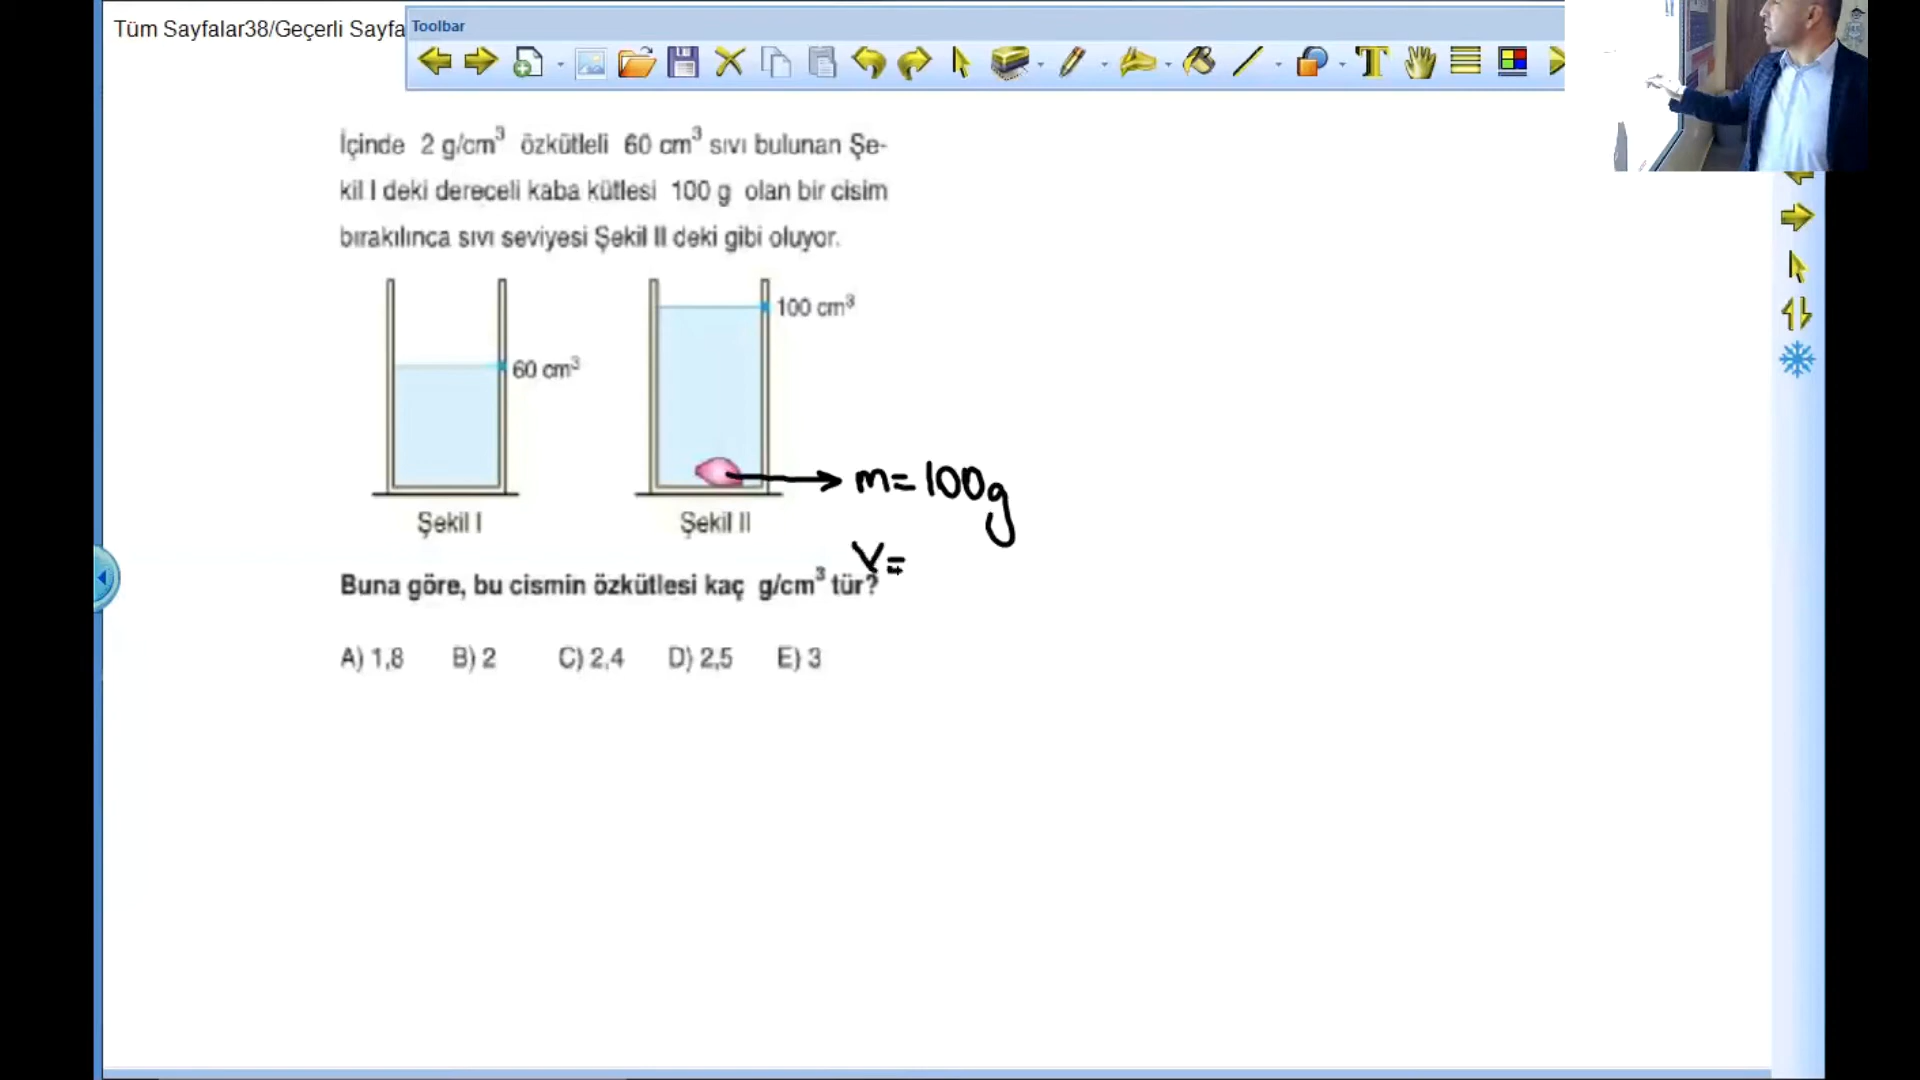 Tüm Sayfalar38/Geçerli Sayfa
Toolbar
İçinde 2 g/cm³ özkütleli 60 cm³ sıvı bulunan Şe-
kil I deki dereceli kaba kütlesi 100 g olan bir cisim
bırakılınca sıvı seviyesi Şekil II deki gibi oluyor.
100 cm³
60 cm³
m=100g
Şekil I Şekil II
V=
Buna göre, bu cismin özkütlesi kaç g/cm³ tür?
A) 1,8 B) 2 C) 2,4 D) 2,5 E) 3